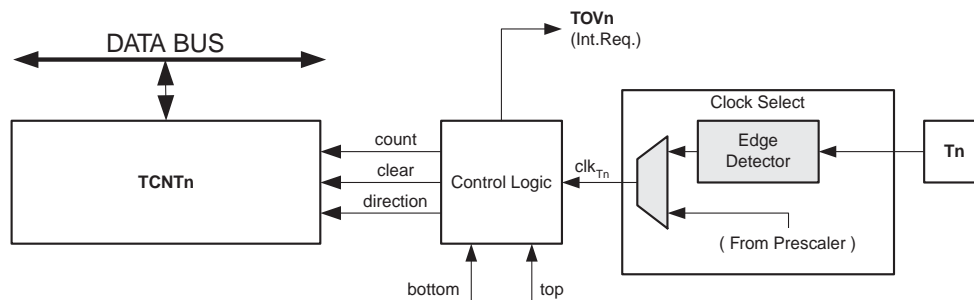 TOVn
(Int.Req.)
DATA BUS
Clock Select
count
Edge
Detector
Tn
TCNTn
clear
Control Logic
clkTn
direction
( From Prescaler )
bottom
top